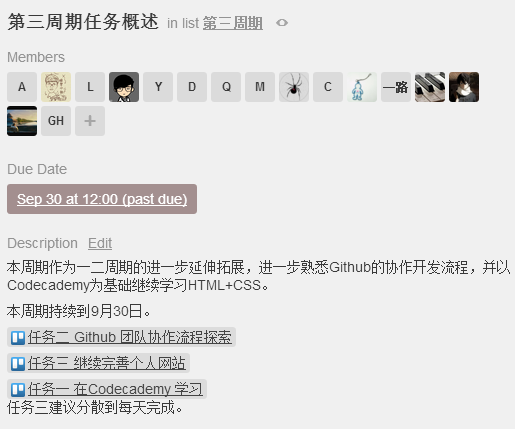 第三周期任务概述 in list 第三周期
Members
A L Y D Q M C 一路
GH +
Due Date
Sep 30 at 12:00 (past due)
Description Edit
本周期作为一二周期的进一步延伸拓展，进一步熟悉Github的协作开发流程，并以
Codecademy为基础继续学习HTML+CSS。
本周期持续到9月30日。
任务二 Github 团队协作流程探索
任务三 继续完善个人网站
任务一 在Codecademy 学习
任务三建议分散到每天完成。